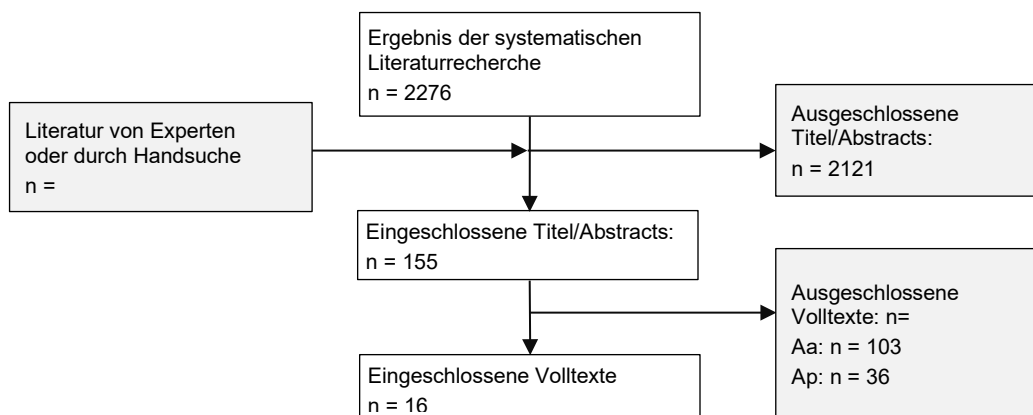 Ergebnis der systematischen
Literaturrecherche
n = 2276
Literatur von Experten
oder durch Handsuche
n =
Ausgeschlossene
Titel/Abstracts:
n = 2121
Eingeschlossene Titel/Abstracts:
n = 155
Ausgeschlossene
Volltexte: n=
Aa: n = 103
Ap: n = 36
Eingeschlossene Volltexte
n = 16